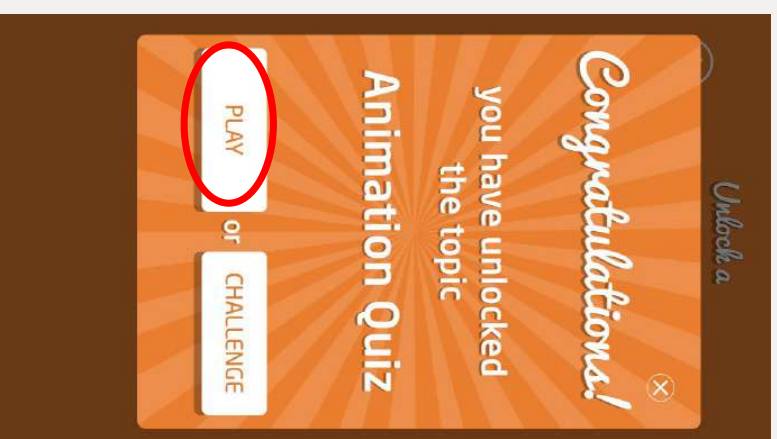 Unlock a
Congratulations!
you have unlocked
the topic
Animation Quiz
PLAY
or
CHALLENGE